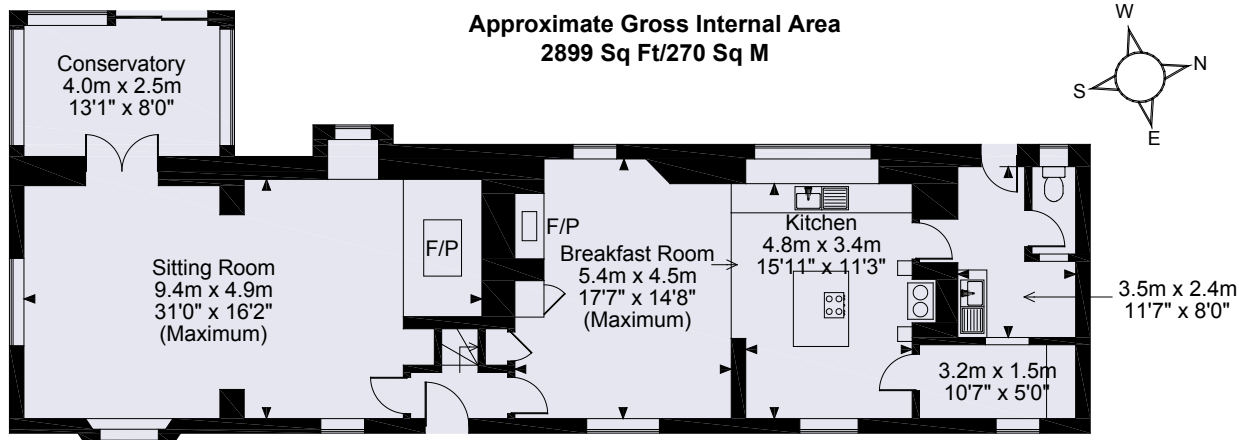 Approximate Gross Internal Area
2899 Sq Ft/270 Sq M
W
N
S
E
Conservatory
4.0m x 2.5m
13'1" x 8'0"
Sitting Room
9.4m x 4.9m
31'0" x 16'2"
(Maximum)
F/P
F/P
Breakfast Room
5.4m x 4.5m
17'7" x 14'8"
(Maximum)
Kitchen
4.8m x 3.4m
15'11" x 11'3"
3.5m x 2.4m
11'7" x 8'0"
3.2m x 1.5m
10'7" x 5'0"